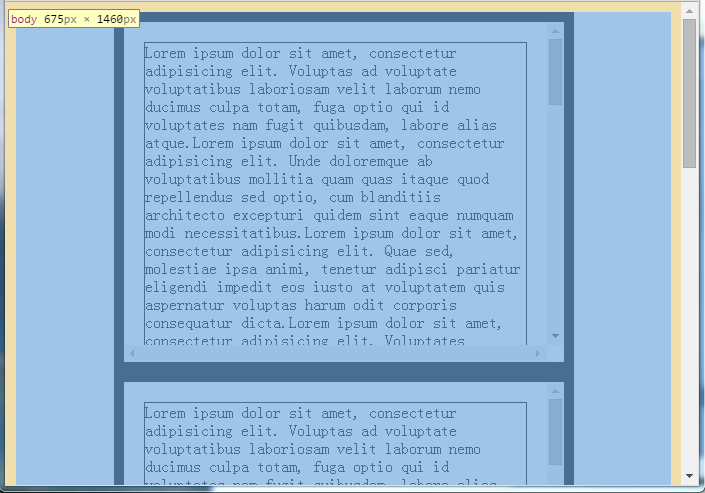 body 675px × 1460px
Lorem ipsum dolor sit amet, consectetur
adipisicing elit. Voluptas ad voluptate
voluptatibus laboriosam velit laborum nemo
ducimus culpa totam, fuga optio qui id
voluptates nam fugit quibusdam, labore alias
atque.Lorem ipsum dolor sit amet, consectetur
adipisicing elit. Unde doloremque ab
voluptatibus mollitia quam quas itaque quod
repellendus sed optio, cum blanditiis
architecto excepturi quidem sint eaque numquam
modi necessitatibus.Lorem ipsum dolor sit amet,
consectetur adipisicing elit. Quae sed,
molestiae ipsa animi, tenetur adipisci pariatur
eligendi impedit eos iusto at voluptatem quis
aspernatur voluptas harum odit corporis
consequatur dicta.Lorem ipsum dolor sit amet,
consectetur adipisicing elit. Voluptates
Lorem ipsum dolor sit amet, consectetur
adipisicing elit. Voluptas ad voluptate
voluptatibus laboriosam velit laborum nemo
ducimus culpa totam, fuga optio qui id
voluptates nam fugit quibusdam, labore alias